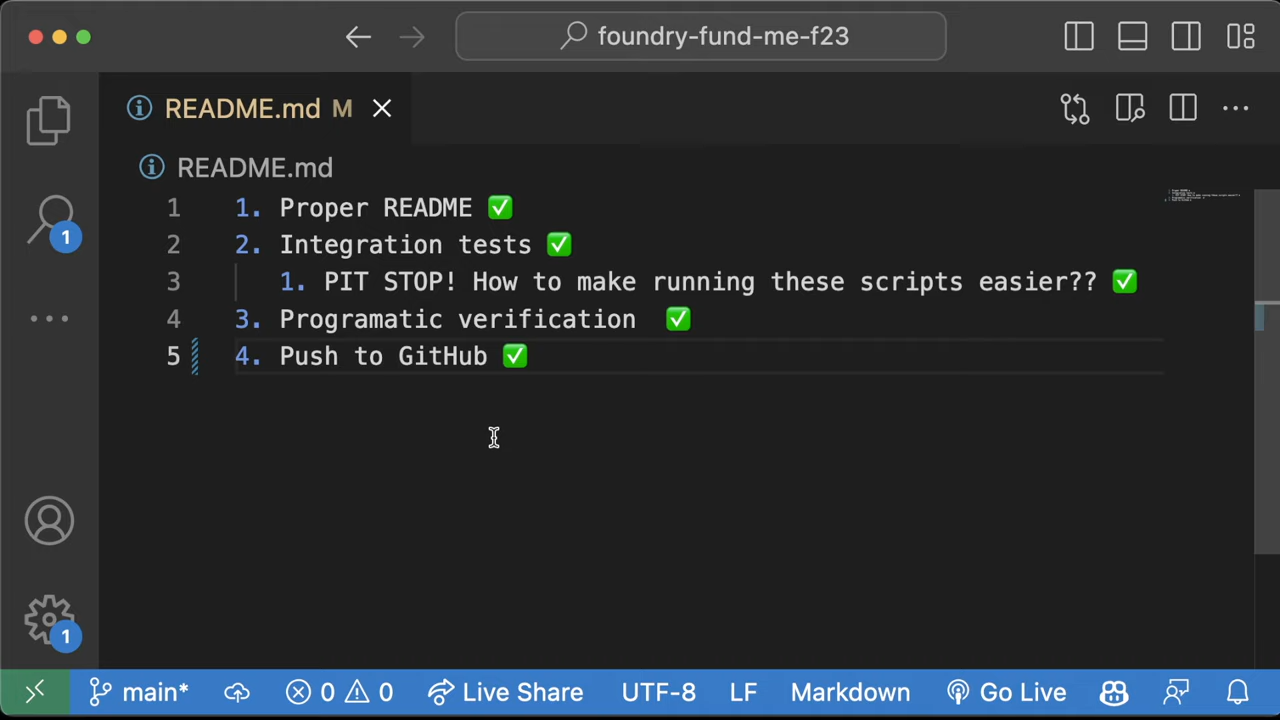 foundry-fund-me-f23
README.md M
README.md
1 1. Proper README ✅
2 2. Integration tests ✅
3 1. PIT STOP! How to make running these scripts easier?? ✅
4 3. Programatic verification ✅
5 4. Push to GitHub ✅
1
1
main* 0 0 Live Share UTF-8 LF Markdown Go Live